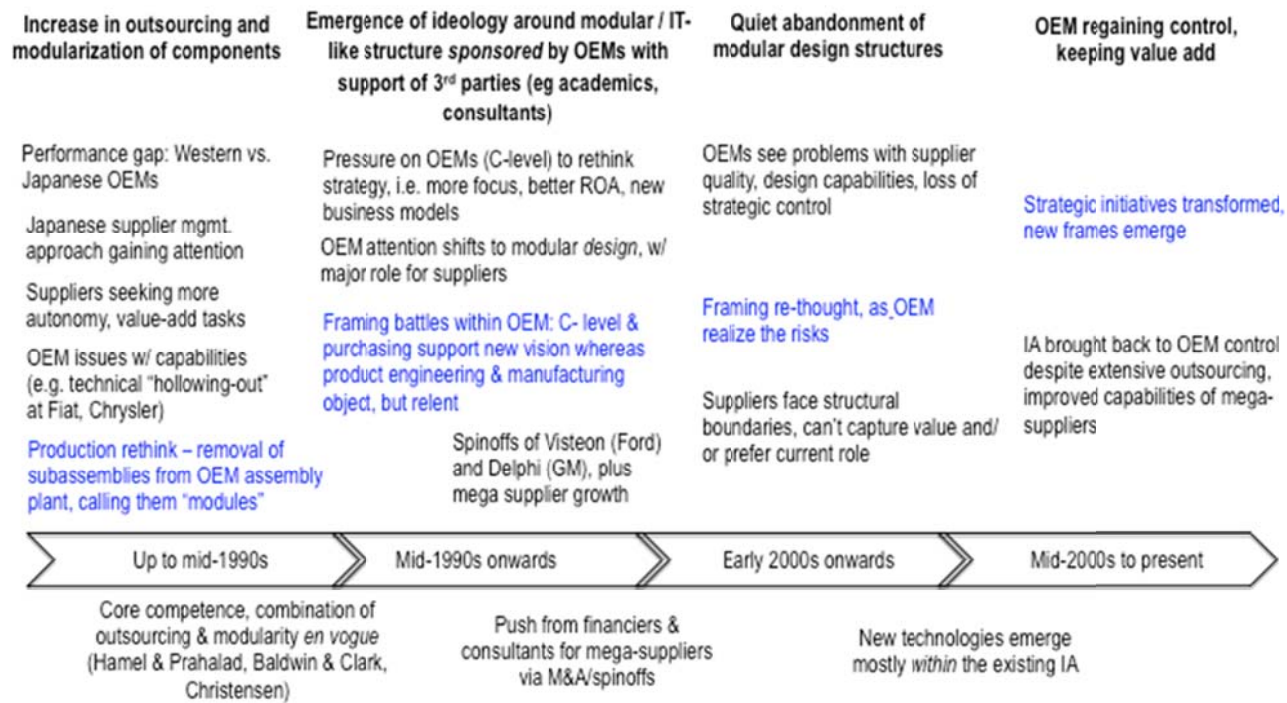 Increase in outsourcing and
modularization of components
Performance gap: Western vs.
Japanese OEMs
Japanese supplier mgmt.
approach gaining attention
Suppliers seeking more
autonomy, value-add tasks
OEM issues w/ capabilities
(e.g. technical “hollowing-out”
at Fiat, Chrysler)
Production rethink – removal of
subassemblies from OEM assembly
plant, calling them “modules”
Emergence of ideology around modular / IT-
like structure sponsored by OEMs with
support of 3rd parties (eg academics,
consultants)
Pressure on OEMs (C-level) to rethink
strategy, i.e. more focus, better ROA, new
business models
OEM attention shifts to modular design, w/
major role for suppliers
Framing battles within OEM: C- level &
purchasing support new vision whereas
product engineering & manufacturing
object, but relent
Spinoffs of Visteon (Ford)
and Delphi (GM), plus
mega supplier growth
Quiet abandonment of
modular design structures
OEMs see problems with supplier
quality, design capabilities, loss of
strategic control
Framing re-thought, as OEM
realize the risks
Suppliers face structural
boundaries, can't capture value and/
or prefer current role
OEM regaining control,
keeping value add
Strategic initiatives transformed,
new frames emerge
IA brought back to OEM control
despite extensive outsourcing,
improved capabilities of mega-
suppliers
Up to mid-1990s
Mid-1990s onwards
Early 2000s onwards
Mid-2000s to present
Core competence, combination of
outsourcing & modularity en vogue
(Hamel & Prahalad, Baldwin & Clark,
Christensen)
Push from financiers &
consultants for mega-suppliers
via M&A/spinoffs
New technologies emerge
mostly within the existing IA